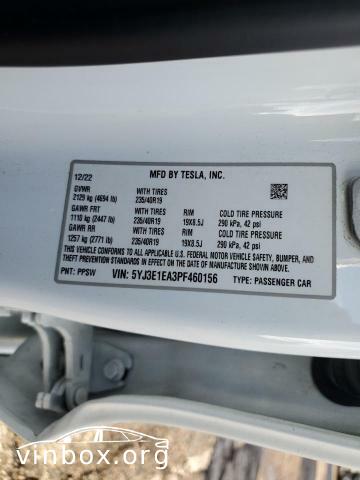 12/22 MFD BY TESLA, INC.
GVWR WITH TIRES
2129 kg (4694 lb) 235/40R19
GAWR FRT WITH TIRES RIM COLD TIRE PRESSURE
1110 kg (2447 lb) 235/40R19 19X8.5J 290 kPa, 42 psi
GAWR RR WITH TIRES RIM COLD TIRE PRESSURE
1257 kg (2771 lb) 235/40R19 19X8.5J 290 kPa, 42 psi
THIS VEHICLE CONFORMS TO ALL APPLICABLE U.S. FEDERAL MOTOR VEHICLE SAFETY, BUMPER, AND
THEFT PREVENTION STANDARDS IN EFFECT ON THE DATE OF MANUFACTURE SHOWN ABOVE.
PNT: PPSW VIN: 5YJ3E1EA3PF460156 TYPE: PASSENGER CAR
vinbox.org